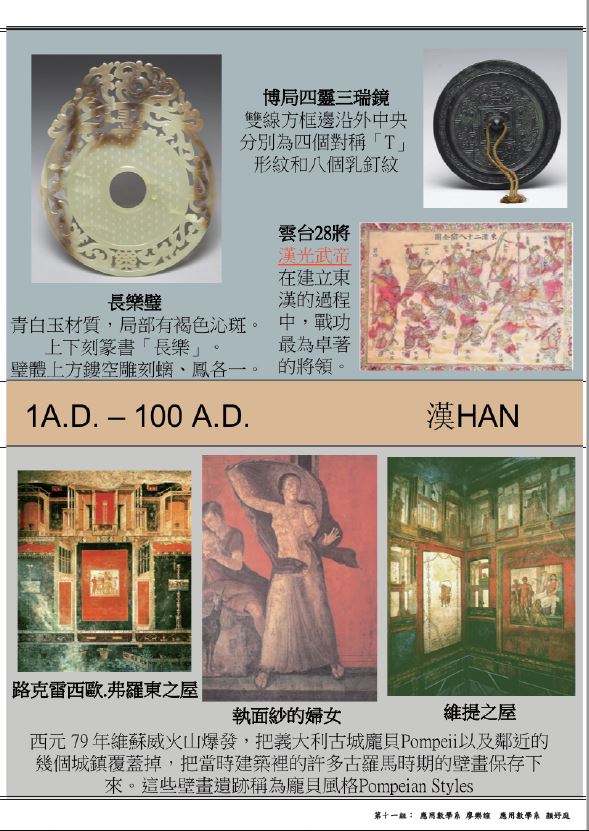 博局四靈三瑞鏡
雙線方框邊沿外中央
分別為四個對稱「T」
形紋和八個乳釘紋
長樂璧
青白玉材質，局部有褐色沁斑。
上下刻篆書「長樂」。
璧體上方鏤空雕刻螭、鳳各一。
雲台28將
漢光武帝
在建立東
漢的過程
中，戰功
最為卓著
的將領。
東漢二十八宿全圖
1A.D. – 100 A.D.
漢HAN
路克雷西歐.弗羅東之屋
執面紗的婦女
維提之屋
西元 79 年維蘇威火山爆發，把義大利古城龐貝Pompeii以及鄰近的
幾個城鎮覆蓋掉，把當時建築裡的許多古羅馬時期的壁畫保存下
來。這些壁畫遺跡稱為龐貝風格Pompeian Styles
第十一組： 應用數學系 廖樂煊 應用數學系 顏妤庭